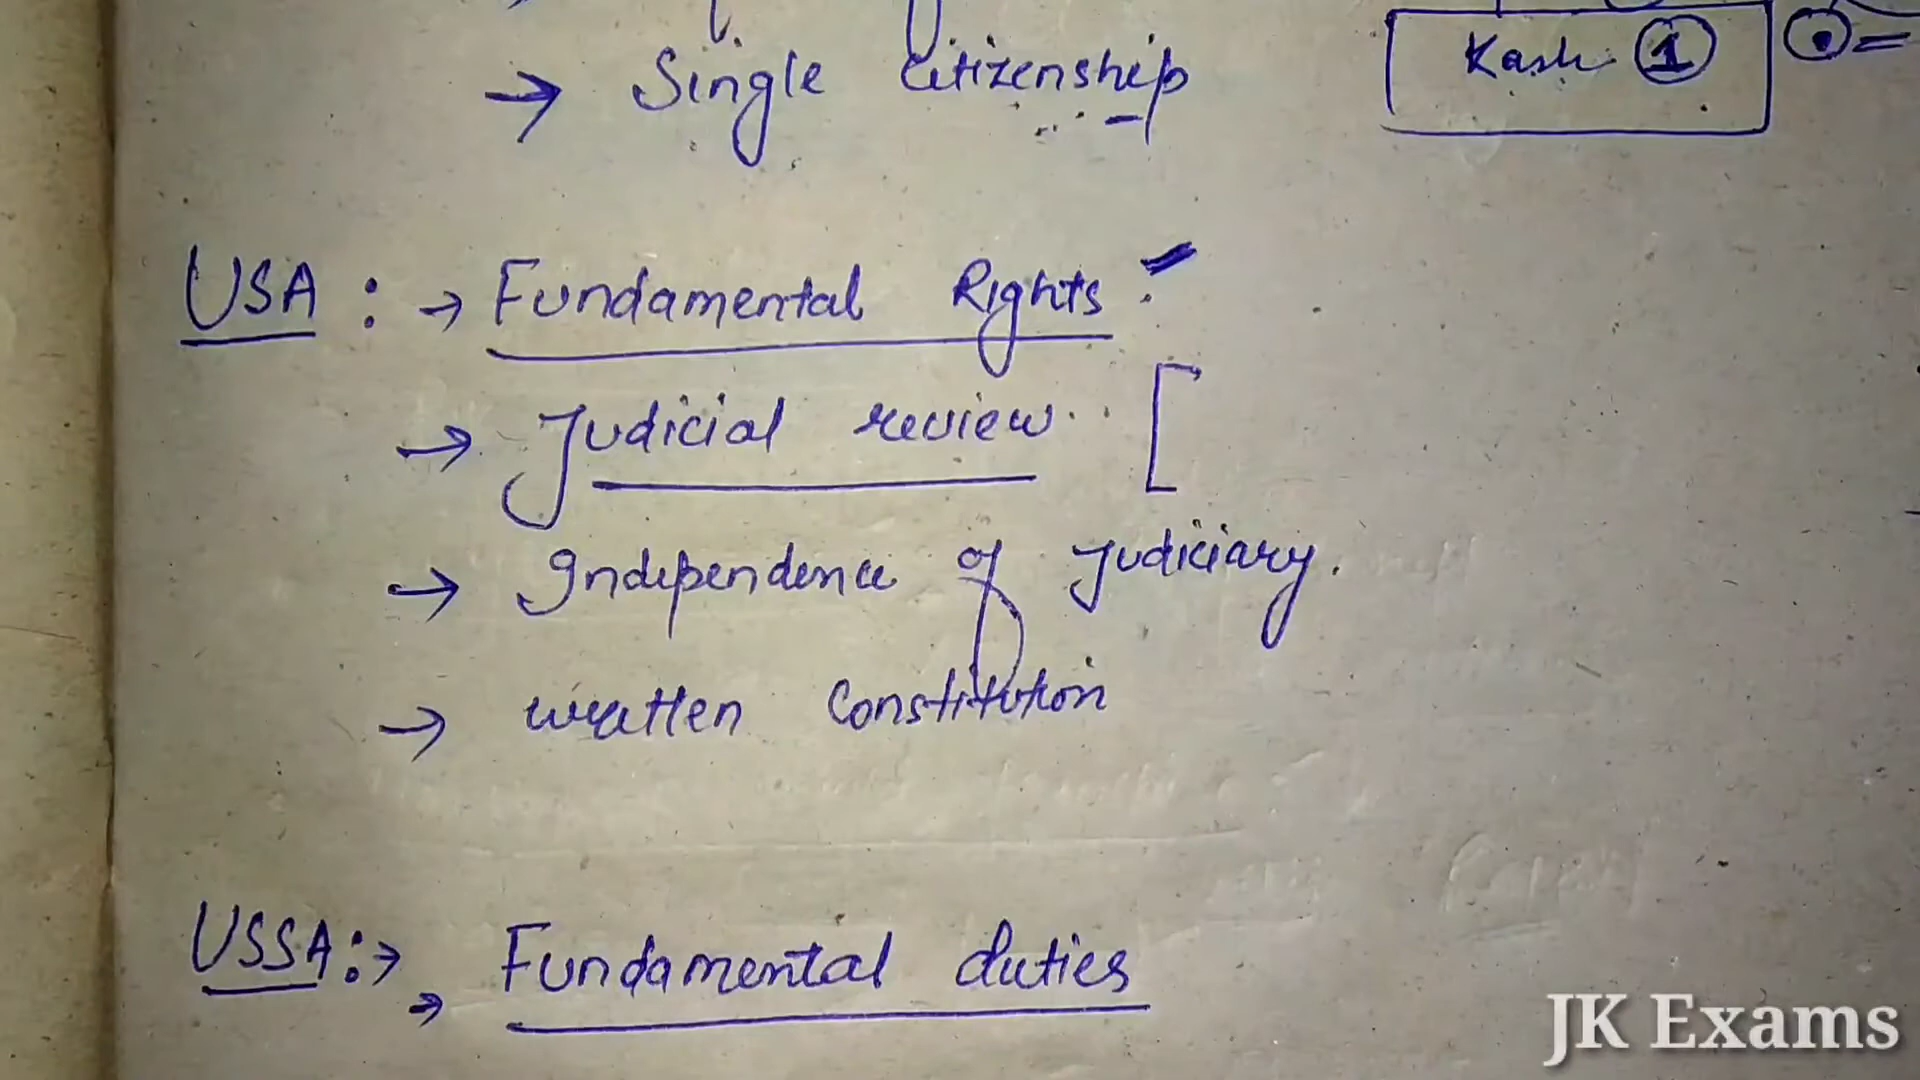 → Single citizenship
Kash 1
USA : → Fundamental Rights
→ Judicial review
→ Independence of Judiciary.
→ written Constitution
USSA : →
→ Fundamental duties
JK Exams